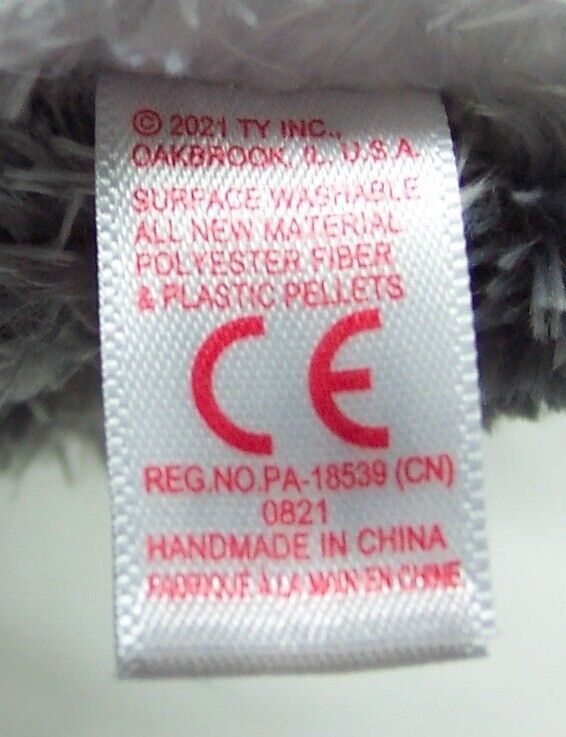 © 2021 TY INC.,
OAKBROOK, IL, U.S.A.
SURFACE WASHABLE
ALL NEW MATERIAL
POLYESTER FIBER
& PLASTIC PELLETS
CE
REG.NO.PA-18539 (CN)
0821
HANDMADE IN CHINA
FABRIQUÉ À LA MAIN EN CHINE